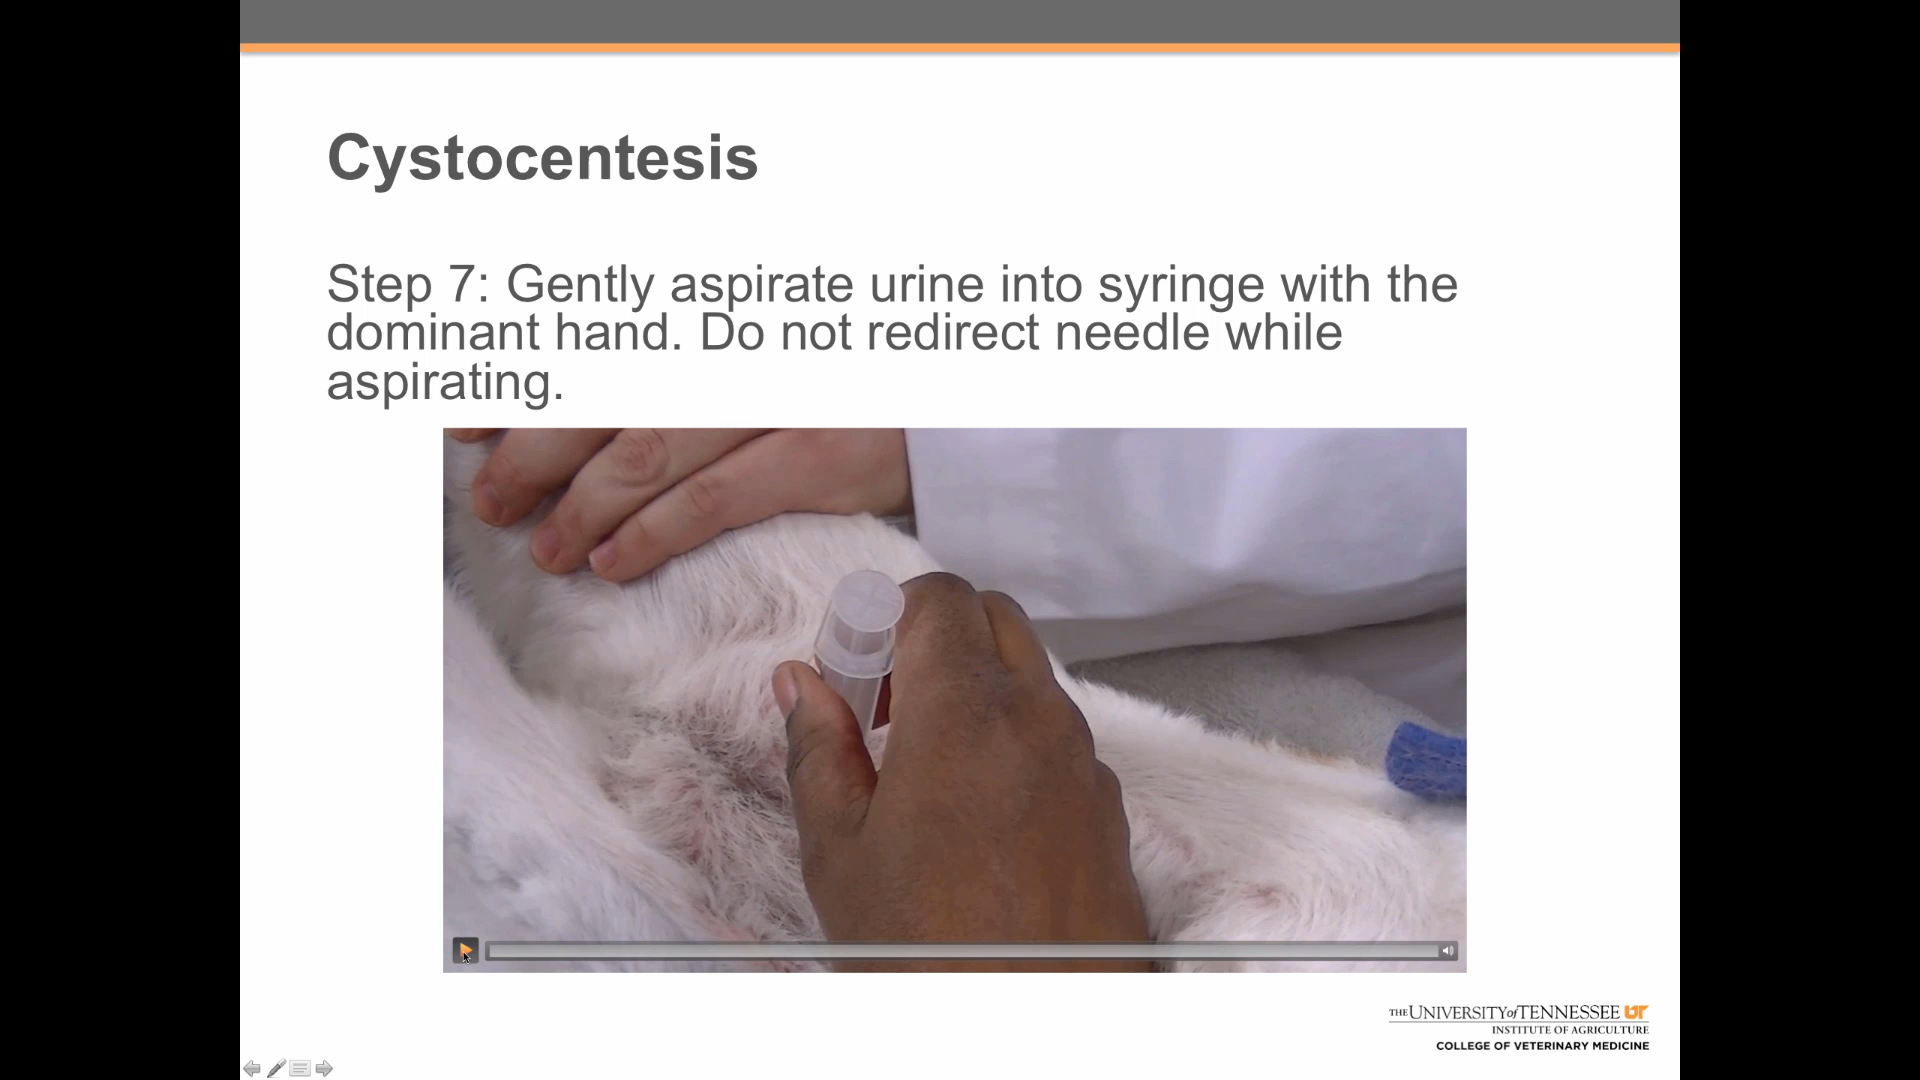 Cystocentesis
Step 7: Gently aspirate urine into syringe with the
dominant hand. Do not redirect needle while
aspirating.
THE UNIVERSITY of TENNESSEE UT
INSTITUTE OF AGRICULTURE
COLLEGE OF VETERINARY MEDICINE